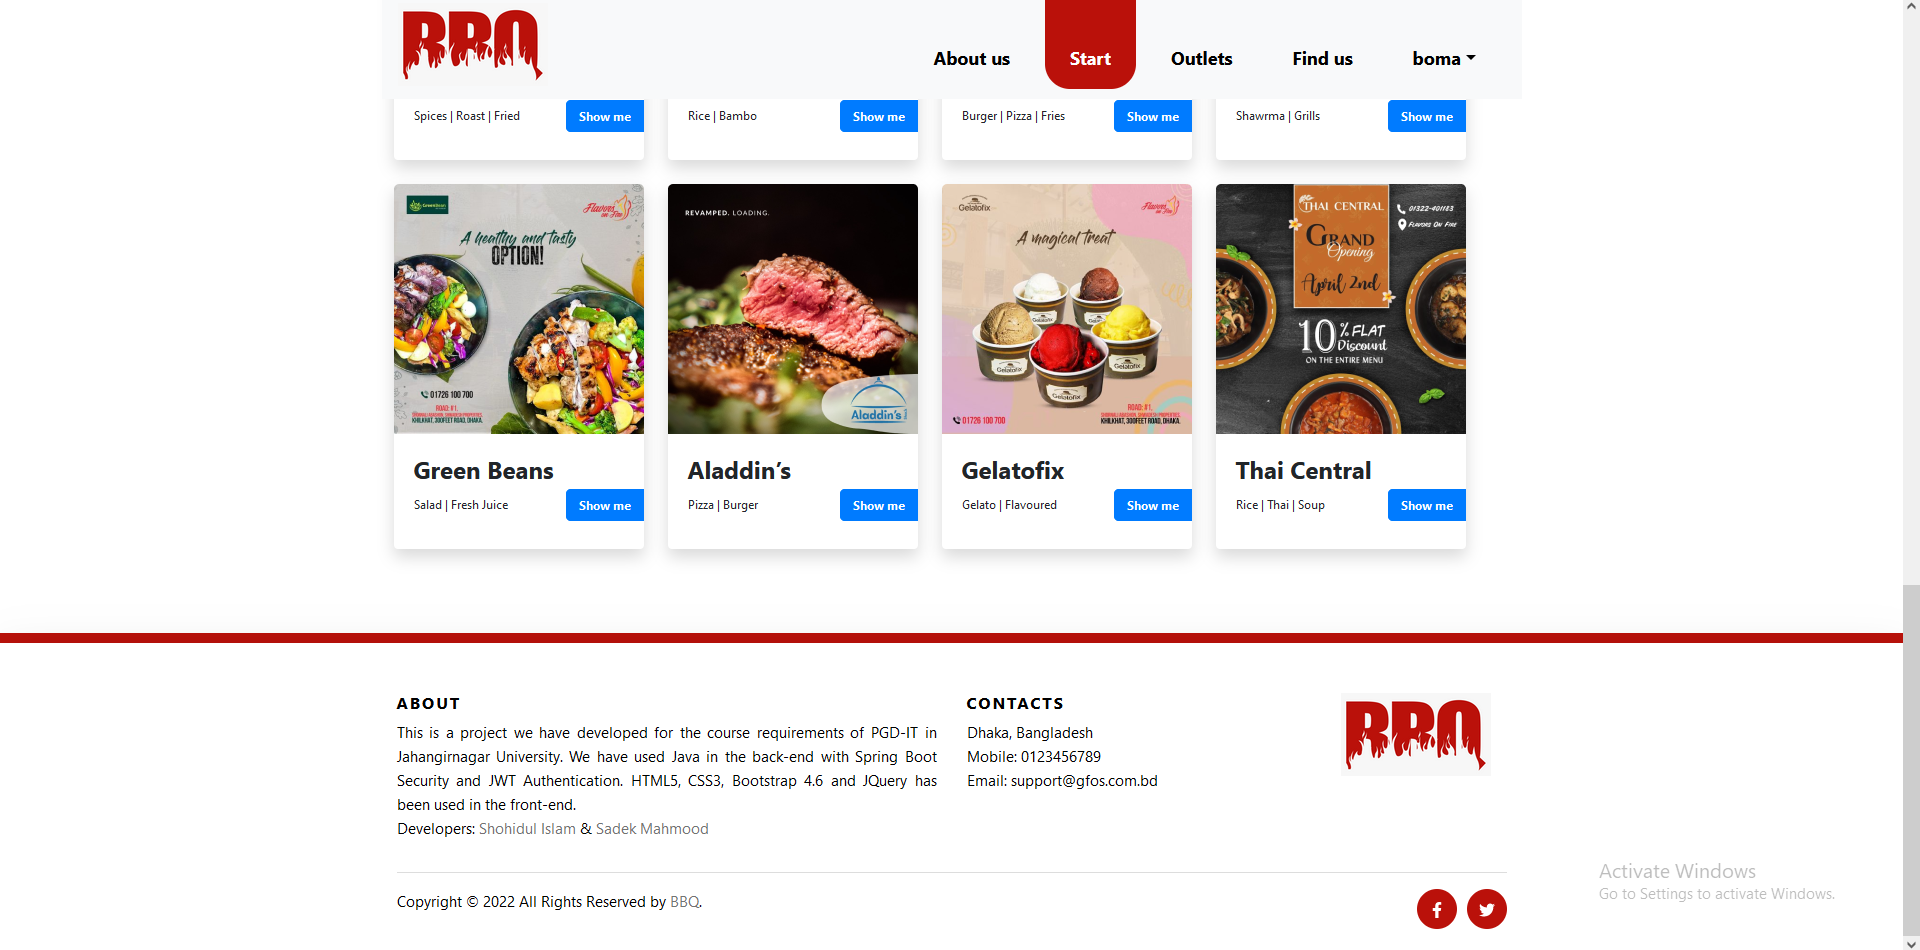 BBQ
About us
Start
Outlets
Find us
boma
Spices | Roast | Fried
Show me
Rice | Bambo
Show me
Burger | Pizza | Fries
Show me
Shawrma | Grills
Show me
GreenBean
Flavors
on Fire
A healthy and tasty
OPTION!
01726 100 700
ROAD: #1,
KHILKHAT, 300FEET ROAD, DHAKA.
REVAMPED. LOADING.
Aladdin's
Gelatofix
Flavors
on Fire
A magical treat
Gelatofix
Gelatofix
Gelatofix
Gelatofix
01726 100 700
ROAD: #1,
KHILKHAT, 300FEET ROAD, DHAKA.
THAI CENTRAL
01322-401183
FLAVORS ON FIRE
GRAND
Opening
April 2nd
10% FLAT
Discount
ON THE ENTIRE MENU
Green Beans
Salad | Fresh Juice
Show me
Aladdin’s
Pizza | Burger
Show me
Gelatofix
Gelato | Flavoured
Show me
Thai Central
Rice | Thai | Soup
Show me
ABOUT
This is a project we have developed for the course requirements of PGD-IT in
Jahangirnagar University. We have used Java in the back-end with Spring Boot
Security and JWT Authentication. HTML5, CSS3, Bootstrap 4.6 and JQuery has
been used in the front-end.
Developers: Shohidul Islam & Sadek Mahmood
CONTACTS
Dhaka, Bangladesh
Mobile: 0123456789
Email: support@gfos.com.bd
BBQ
Activate Windows
Go to Settings to activate Windows.
Copyright © 2022 All Rights Reserved by BBQ.